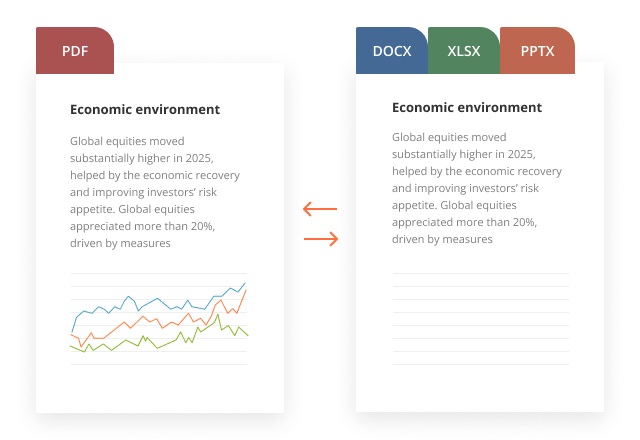 PDF
Economic environment
Global equities moved
substantially higher in 2025,
helped by the economic recovery
and improving investors' risk
appetite. Global equities
appreciated more than 20%,
driven by measures
DOCX XLSX PPTX
Economic environment
Global equities moved
substantially higher in 2025,
helped by the economic recovery
and improving investors' risk
appetite. Global equities
appreciated more than 20%,
driven by measures